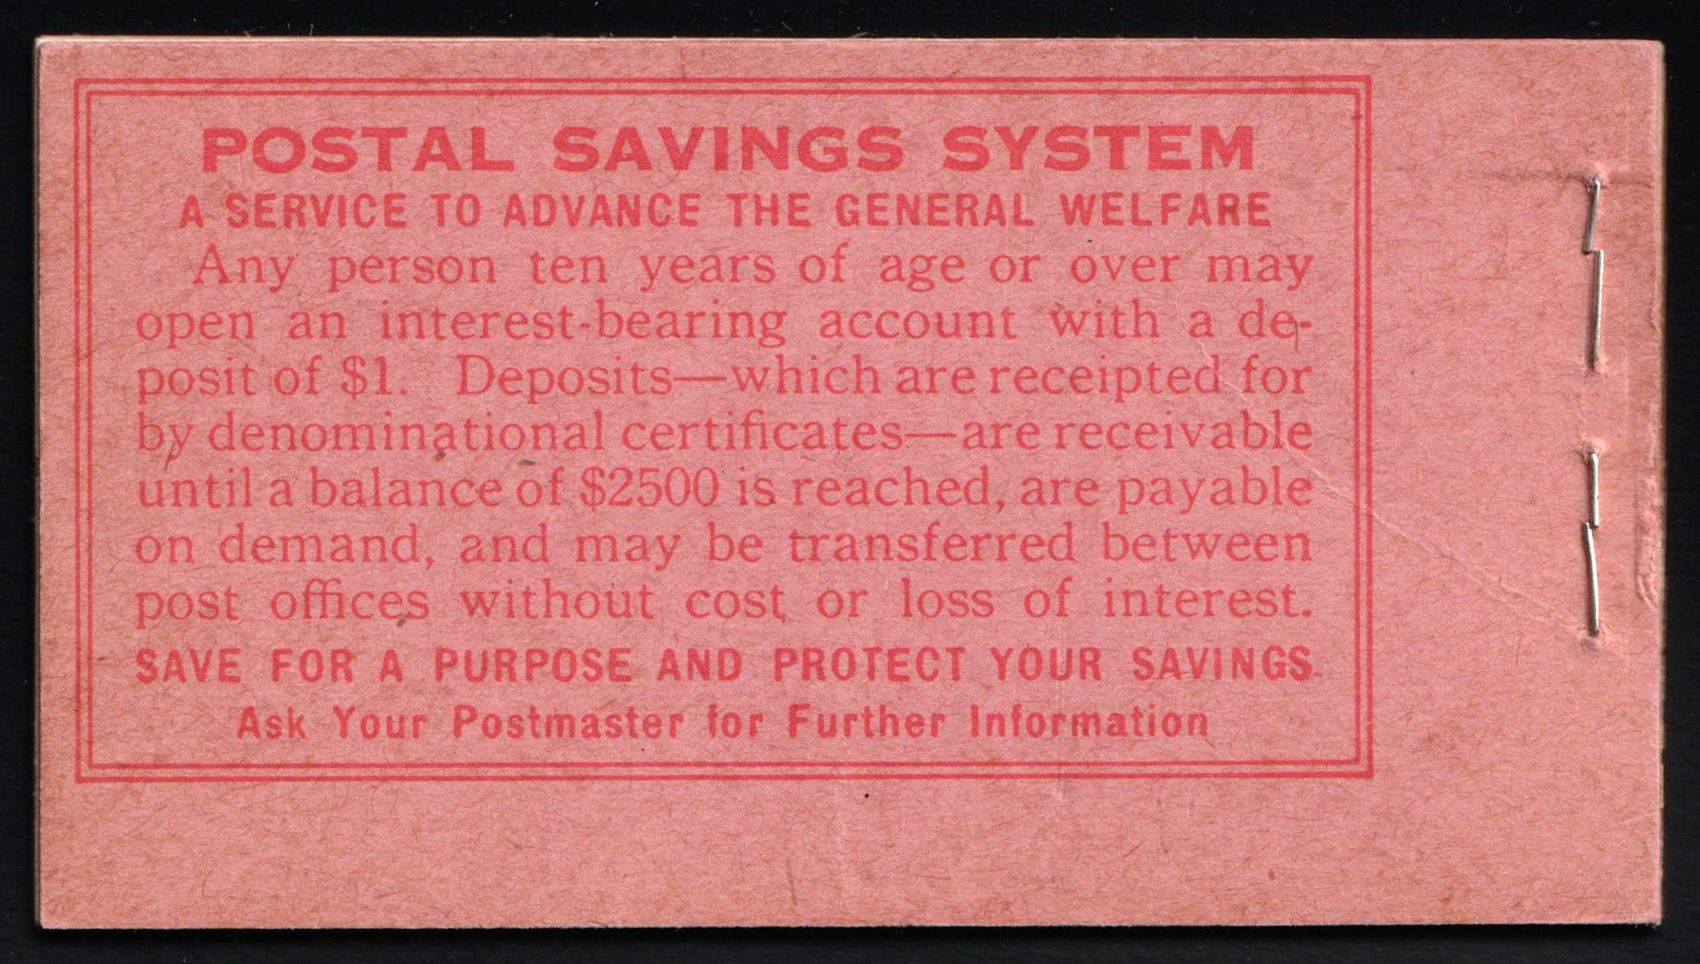 POSTAL SAVINGS SYSTEM
A SERVICE TO ADVANCE THE GENERAL WELFARE
Any person ten years of age or over may
open an interest-bearing account with a de-
posit of $1. Deposits—which are receipted for
by denominational certificates—are receivable
until a balance of $2500 is reached, are payable
on demand, and may be transferred between
post offices without cost or loss of interest.
SAVE FOR A PURPOSE AND PROTECT YOUR SAVINGS
Ask Your Postmaster for Further Information